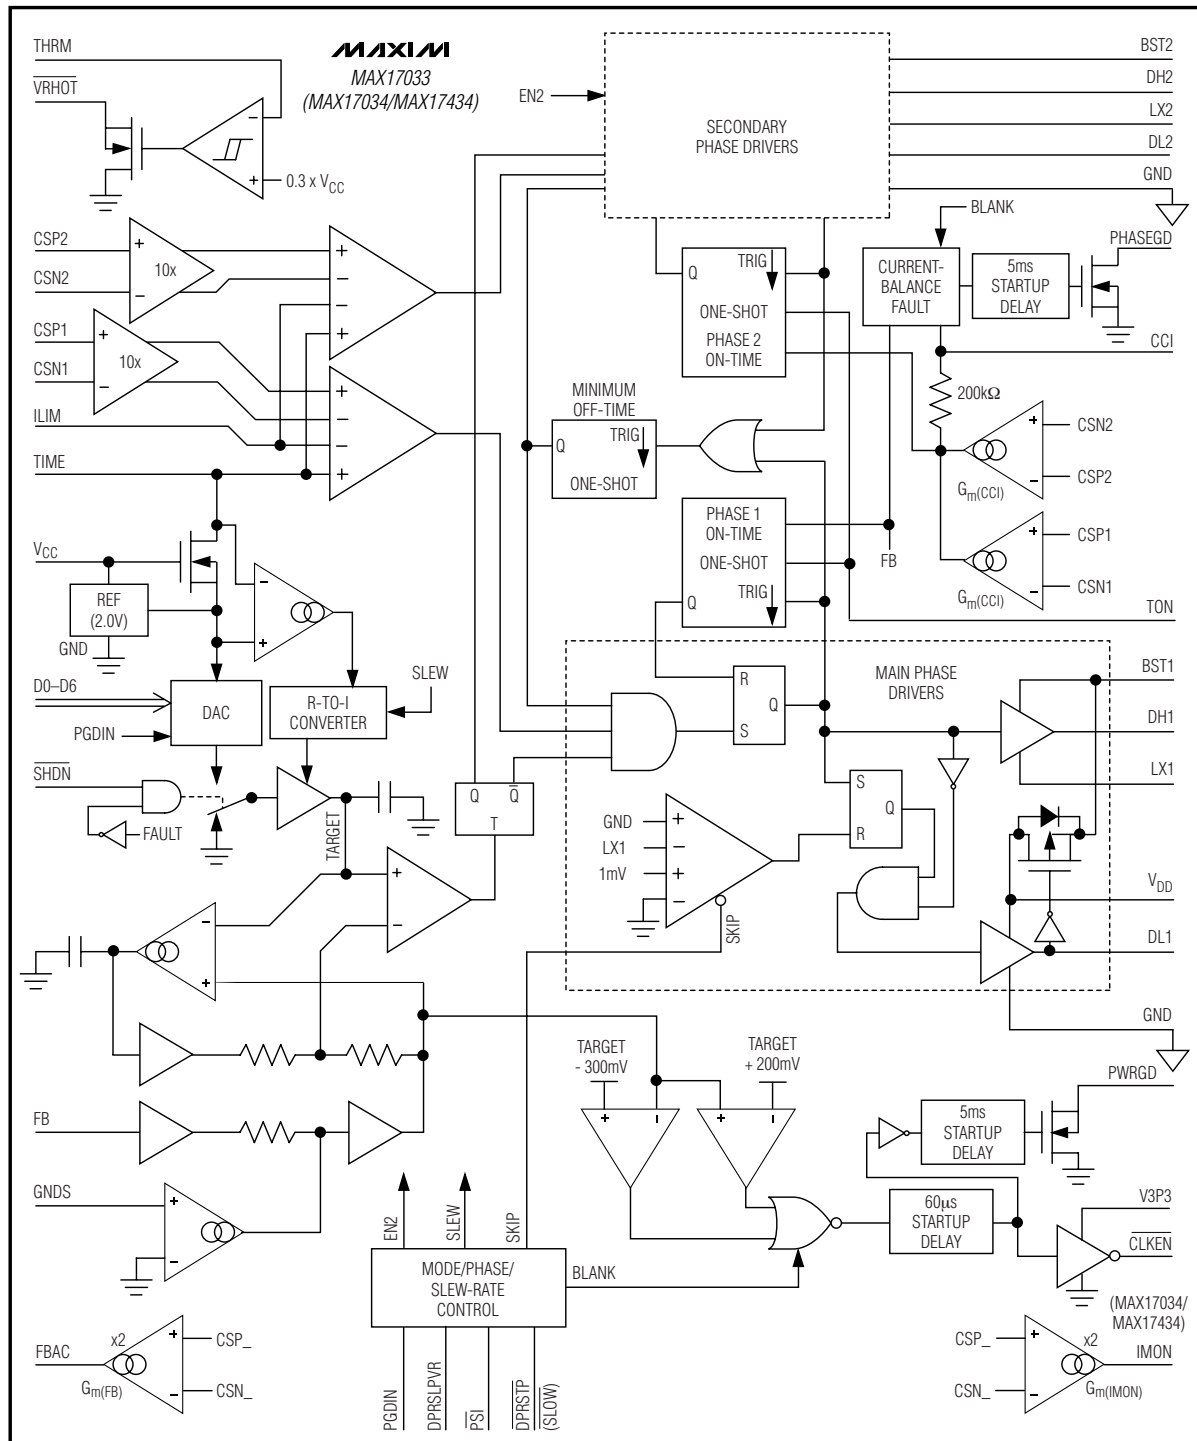 THRM
VRHOT
MAXIM
MAX17033
(MAX17034/MAX17434)
−
+
0.3 x VCC
EN2
SECONDARY
PHASE DRIVERS
BST2
DH2
LX2
DL2
GND
CSP2
CSN2
+
−
10x
+
−
−
+
CSP1
CSN1
+
−
10x
+
−
−
+
ILIM
TIME
BLANK
PHASEGD
Q
TRIG
ONE-SHOT
PHASE 2
ON-TIME
CURRENT-
BALANCE
FAULT
5ms
STARTUP
DELAY
CCI
200kΩ
MINIMUM
OFF-TIME
Q
TRIG
ONE-SHOT
+
−
CSN2
CSP2
Gm(CCI)
PHASE 1
ON-TIME
ONE-SHOT
TRIG
Q
FB
+
−
CSP1
CSN1
Gm(CCI)
TON
VCC
REF
(2.0V)
GND
−
+
D0–D6
PGDIN
DAC
R-TO-I
CONVERTER
SLEW
SHDN
FAULT
TARGET
Q
Q
T
MAIN PHASE
DRIVERS
R
S
Q
S
R
Q
GND
LX1
1mV
+
−
+
−
SKIP
BST1
DH1
LX1
VDD
DL1
GND
+
−
−
+
TARGET
- 300mV
TARGET
+ 200mV
+
−
+
−
PWRGD
5ms
STARTUP
DELAY
FB
GNDS
+
−
EN2
SLEW
SKIP
MODE/PHASE/
SLEW-RATE
CONTROL
BLANK
60µs
STARTUP
DELAY
V3P3
CLKEN
(MAX17034/
MAX17434)
FBAC
x2
+
−
CSP_
CSN_
Gm(FB)
PGDIN
DPRSLPVR
PSI
DPRSTP
(SLOW)
CSP_
CSN_
+
−
x2
IMON
Gm(IMON)